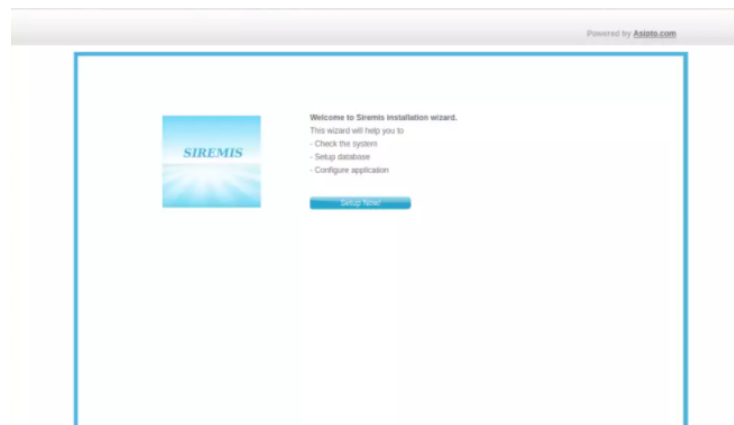 Powered by Asipto.com
SIREMIS
Welcome to Siremis installation wizard.
This wizard will help you to
- Check the system
- Setup database
- Configure application
Setup Now!